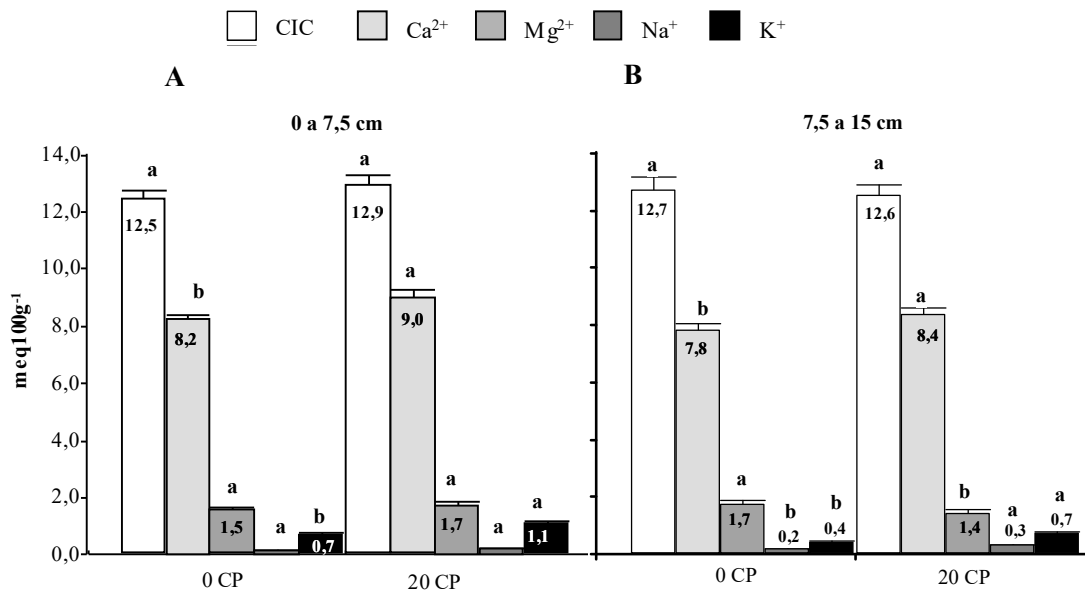 CIC Ca²⁺ Mg²⁺ Na⁺ K⁺
A B
0 a 7,5 cm 7,5 a 15 cm
meq100g⁻¹
14,0
12,0
10,0
8,0
6,0
4,0
2,0
0,0
a b a a b a a a a a
12,5 8,2 1,5 0,7 12,9 9,0 1,7 1,1
a b a b b a a b a a
12,7 7,8 1,7 0,2 0,4 12,6 8,4 1,4 0,3 0,7
0 CP 20 CP 0 CP 20 CP